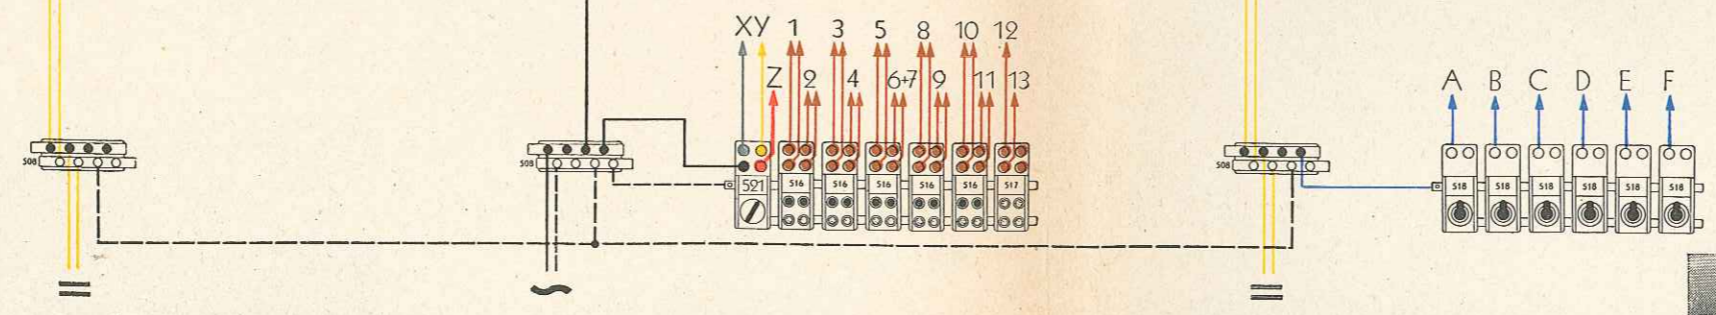 X Y 1 3 5 8 10 12
Z 2 4 6+7 9 11 13
A B C D E F
508 508 508
521 516 516 516 516 516 517
518 518 518 518 518 518
= ~ =